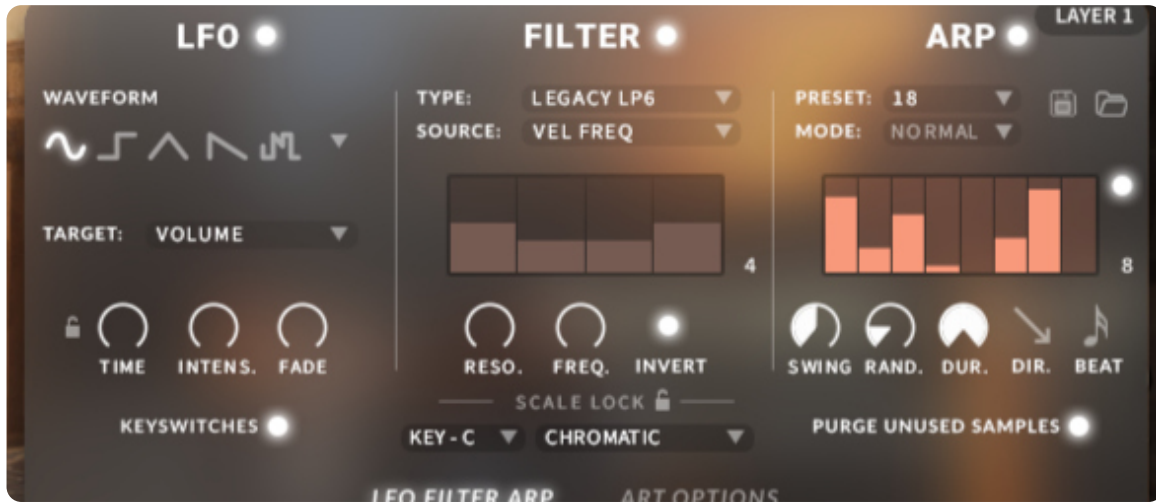 LAYER 1
LFO
FILTER
ARP
WAVEFORM
TARGET: VOLUME
TIME INTENS. FADE
KEYSWITCHES
TYPE: LEGACY LP6
SOURCE: VEL FREQ
4
RESO. FREQ. INVERT
SCALE LOCK
KEY - C CHROMATIC
PRESET: 18
MODE: NORMAL
8
SWING RAND. DUR. DIR. BEAT
PURGE UNUSED SAMPLES
LFO FILTER ARP ART OPTIONS